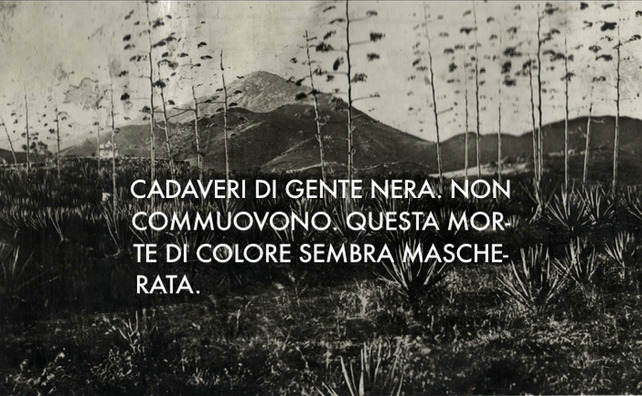 CADAVERI DI GENTE NERA. NON
COMMUOVONO. QUESTA MOR-
TE DI COLORE SEMBRA MASCHE-
RATA.